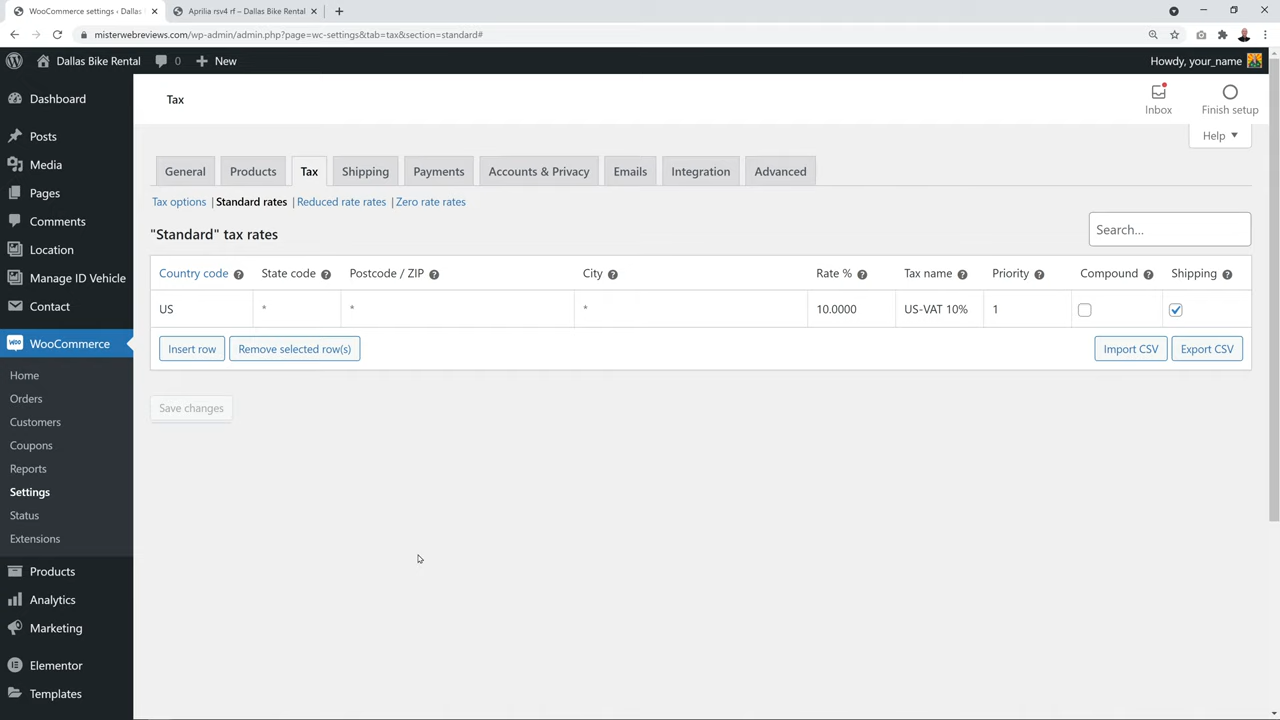 WooCommerce settings ‹ Dallas
Aprilia rsv4 rf – Dallas Bike Rental
misterwebreviews.com/wp-admin/admin.php?page=wc-settings&tab=tax&section=standard#
Dallas Bike Rental
0
New
Howdy, your_name
Dashboard
Posts
Media
Pages
Comments
Location
Manage ID Vehicle
Contact
WooCommerce
Home
Orders
Customers
Coupons
Reports
Settings
Status
Extensions
Products
Analytics
Marketing
Elementor
Templates
Tax
Inbox
Finish setup
Help
General Products Tax Shipping Payments Accounts & Privacy Emails Integration Advanced
Tax options | Standard rates | Reduced rate rates | Zero rate rates
"Standard" tax rates
Search...
Country code ? State code ? Postcode / ZIP ? City ? Rate % ? Tax name ? Priority ? Compound ? Shipping ?
US * * * 10.0000 US-VAT 10% 1
Insert row Remove selected row(s) Import CSV Export CSV
Save changes